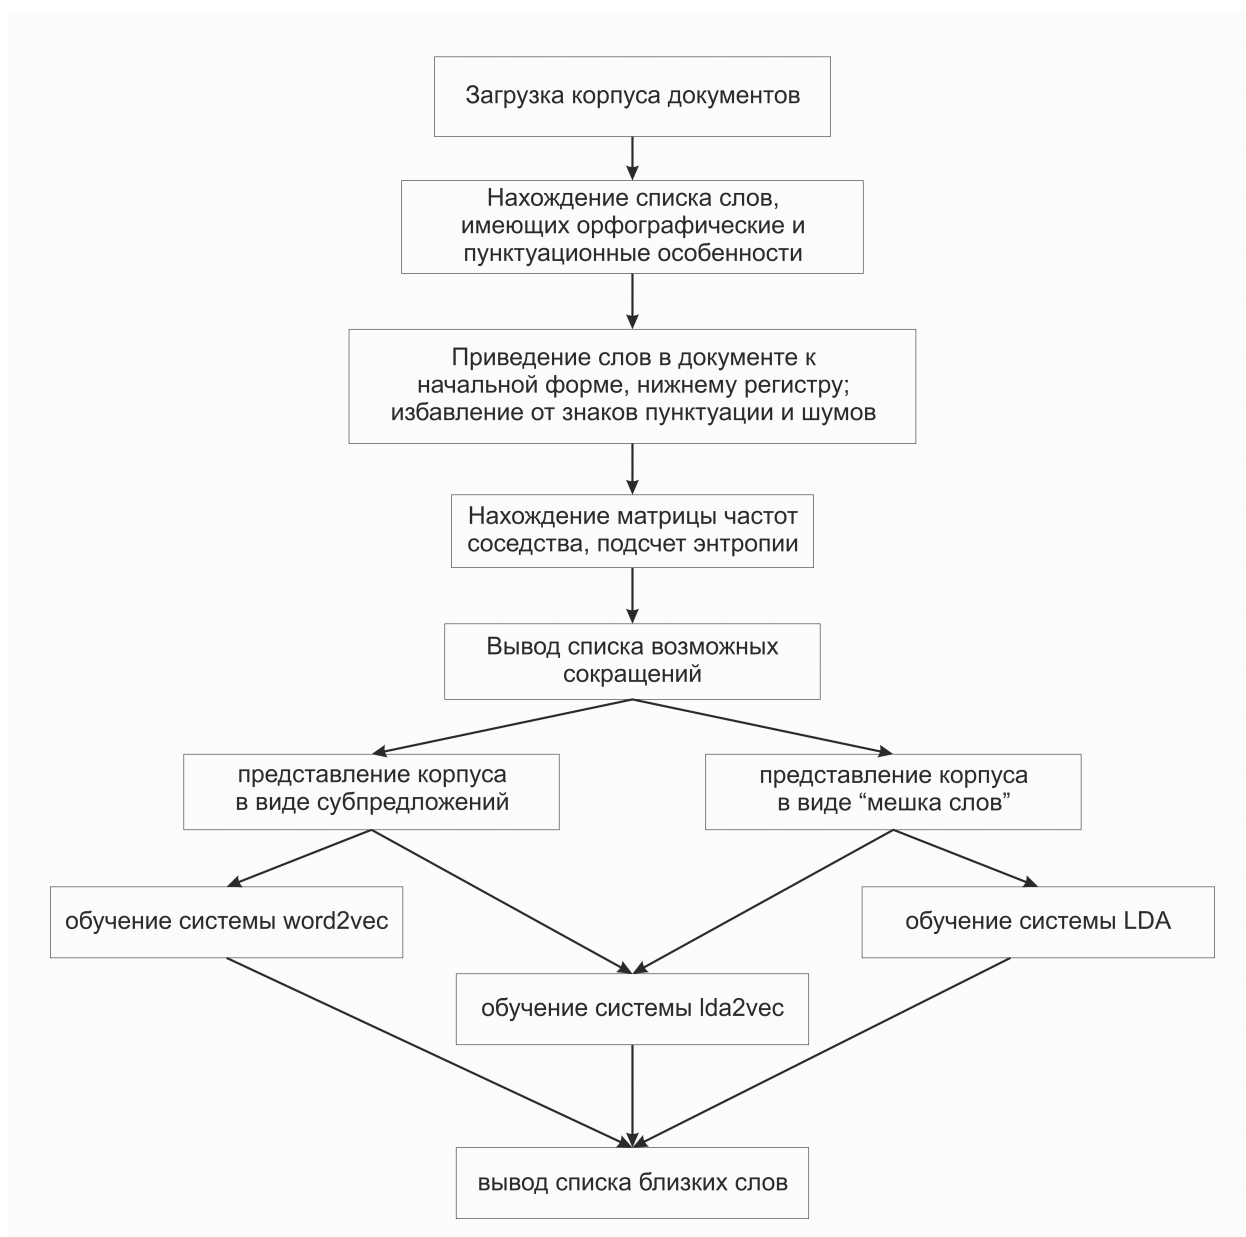 Загрузка корпуса документов
Нахождение списка слов,
имеющих орфографические и
пунктуационные особенности
Приведение слов в документе к
начальной форме, нижнему регистру;
избавление от знаков пунктуации и шумов
Нахождение матрицы частот
соседства, подсчет энтропии
Вывод списка возможных
сокращений
представление корпуса
в виде субпредложений
представление корпуса
в виде “мешка слов”
обучение системы word2vec
обучение системы LDA
обучение системы lda2vec
вывод списка близких слов